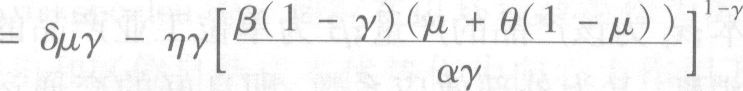 = δμγ − ηγ[β(1 − γ)(μ + θ(1 − μ))/αγ]^{1−γ}